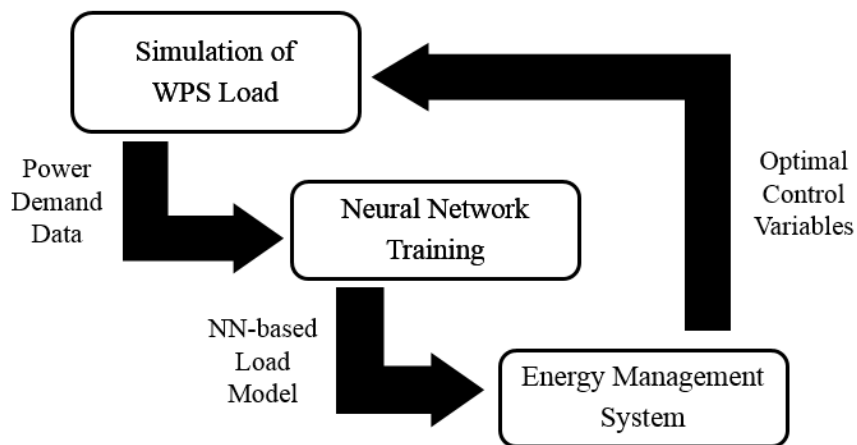 Simulation of
WPS Load
Power
Demand
Data
Neural Network
Training
NN-based
Load
Model
Energy Management
System
Optimal
Control
Variables